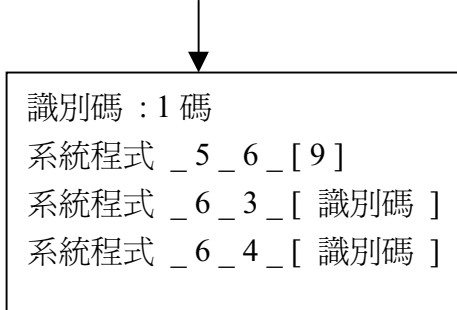 識別碼 : 1 碼
系統程式 _ 5 _ 6 _ [ 9 ]
系統程式 _ 6 _ 3 _ [ 識別碼 ]
系統程式 _ 6 _ 4 _ [ 識別碼 ]